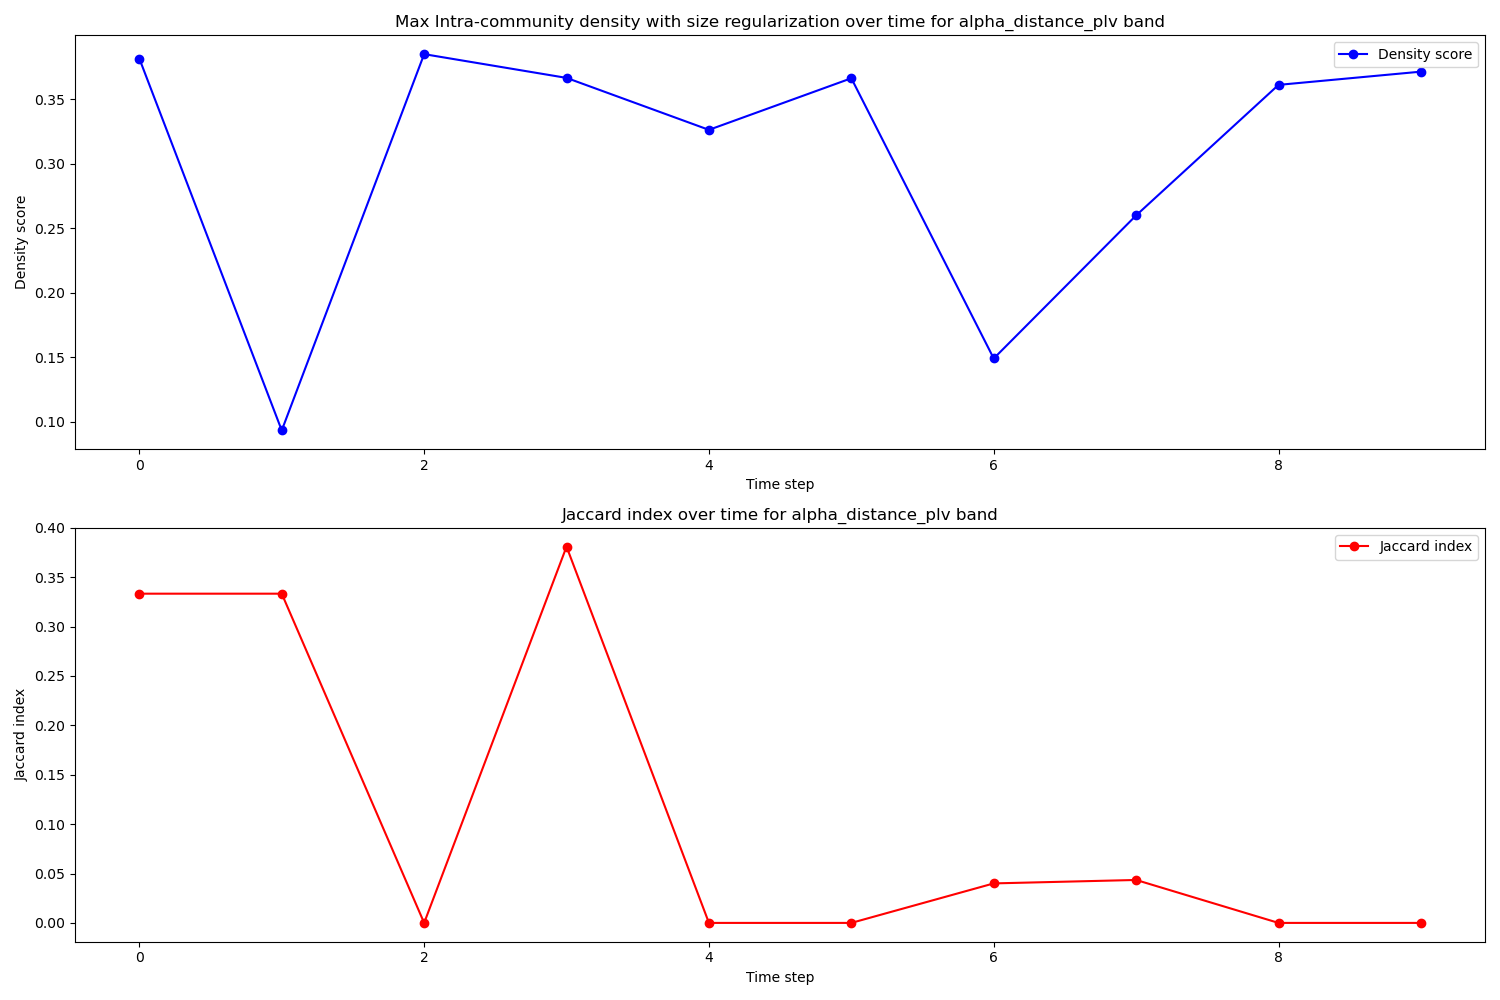 Max Intra-community density with size regularization over time for alpha_distance_plv band
Density score
0.35
0.30
0.25
0.20
0.15
0.10
Density score
0 2 4 6 8
Time step
Jaccard index over time for alpha_distance_plv band
Jaccard index
0.40
0.35
0.30
0.25
0.20
0.15
0.10
0.05
0.00
Jaccard index
0 2 4 6 8
Time step